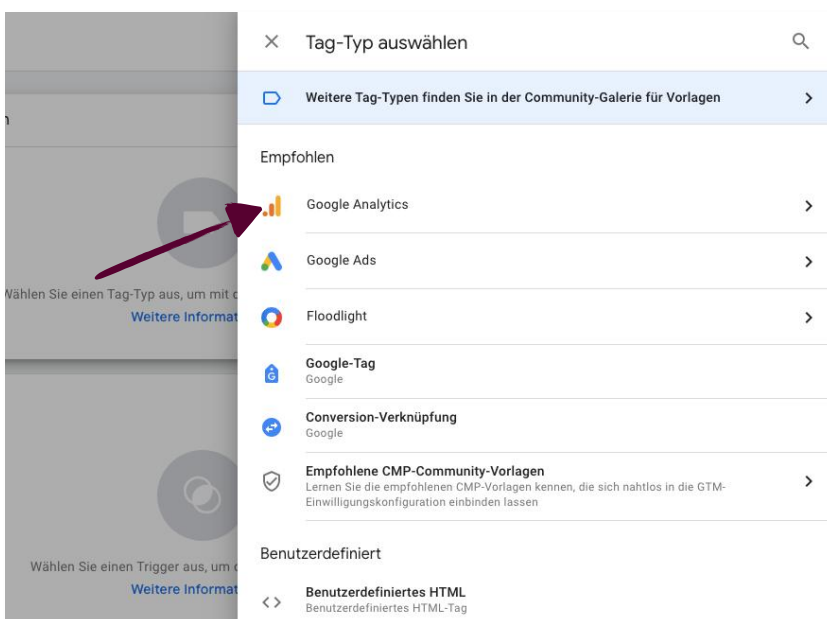 Tag-Typ auswählen
Weitere Tag-Typen finden Sie in der Community-Galerie für Vorlagen
Empfohlen
Google Analytics
Google Ads
Floodlight
Google-Tag
Google
Conversion-Verknüpfung
Google
Empfohlene CMP-Community-Vorlagen
Lernen Sie die empfohlenen CMP-Vorlagen kennen, die sich nahtlos in die GTM-
Einwilligungskonfiguration einbinden lassen
Benutzerdefiniert
Benutzerdefiniertes HTML
Benutzerdefiniertes HTML-Tag
Wählen Sie einen Tag-Typ aus, um mit
Weitere
Wählen Sie einen Trigger aus, um
Weitere